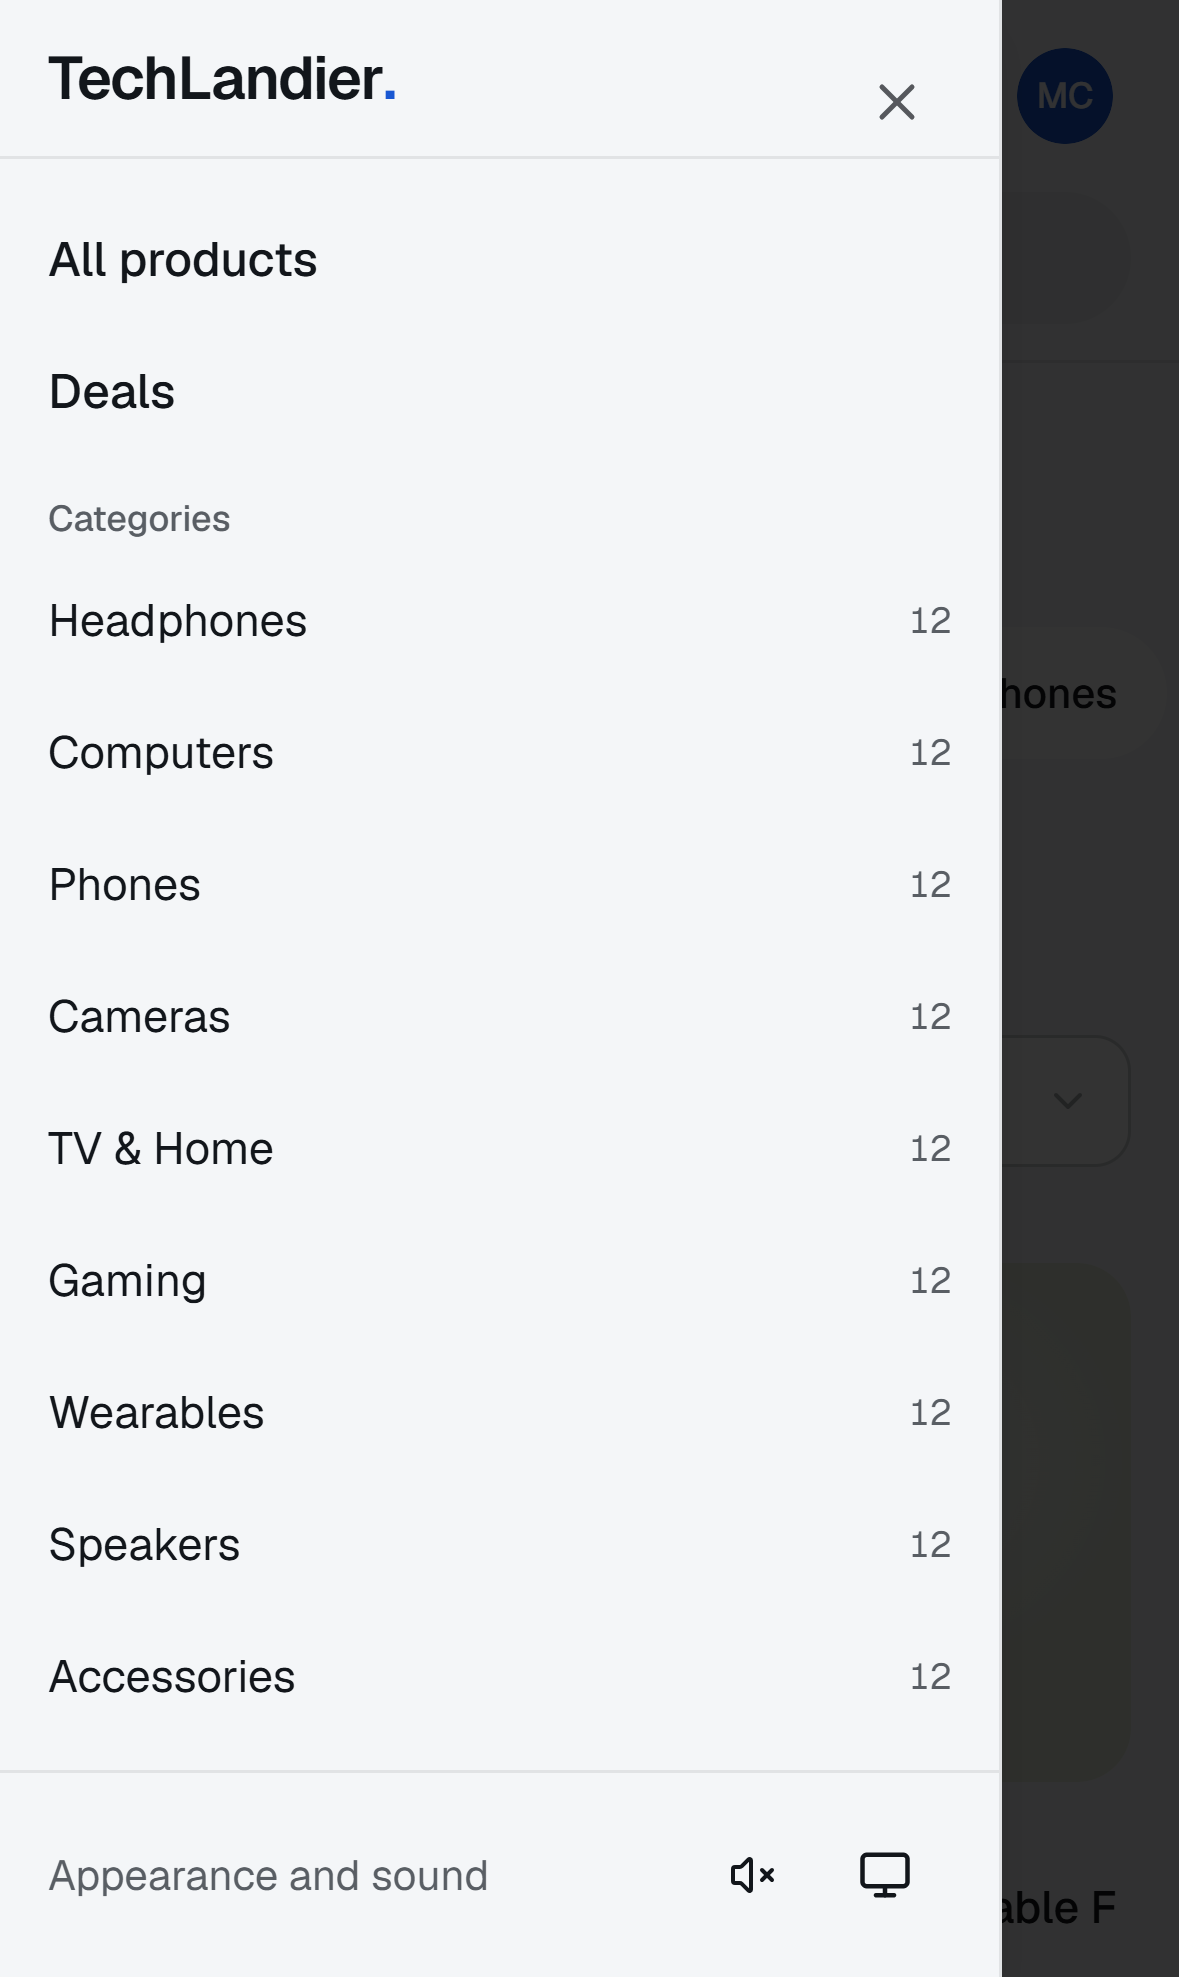 TechLandier.
MC
All products
Deals
Categories
Headphones 12
hones
Computers 12
Phones 12
Cameras 12
TV & Home 12
Gaming 12
Wearables 12
Speakers 12
Accessories 12
Appearance and sound
able F